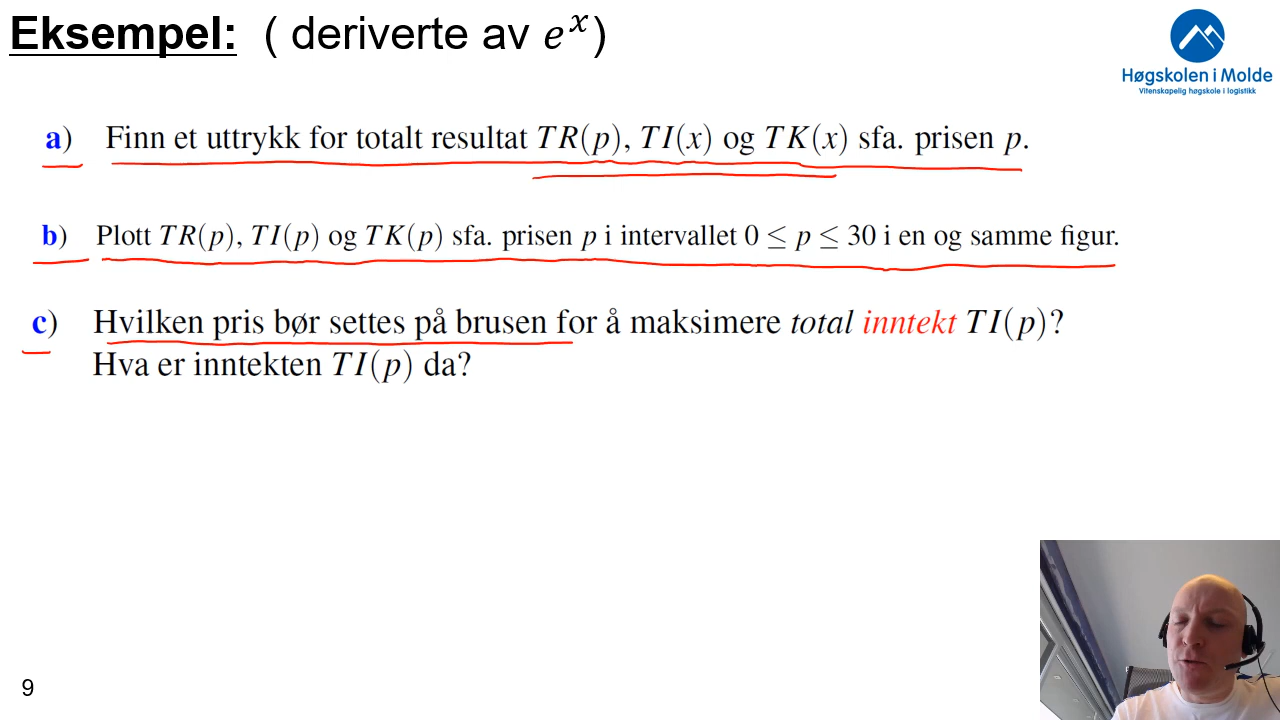 Eksempel: ( deriverte av eˣ)
Høgskolen i Molde
Vitenskapelig høgskole i logistikk
a) Finn et uttrykk for totalt resultat TR(p), TI(x) og TK(x) sfa. prisen p.
b) Plott TR(p), TI(p) og TK(p) sfa. prisen p i intervallet 0 ≤ p ≤ 30 i en og samme figur.
c) Hvilken pris bør settes på brusen for å maksimere total inntekt TI(p)?
Hva er inntekten TI(p) da?
9